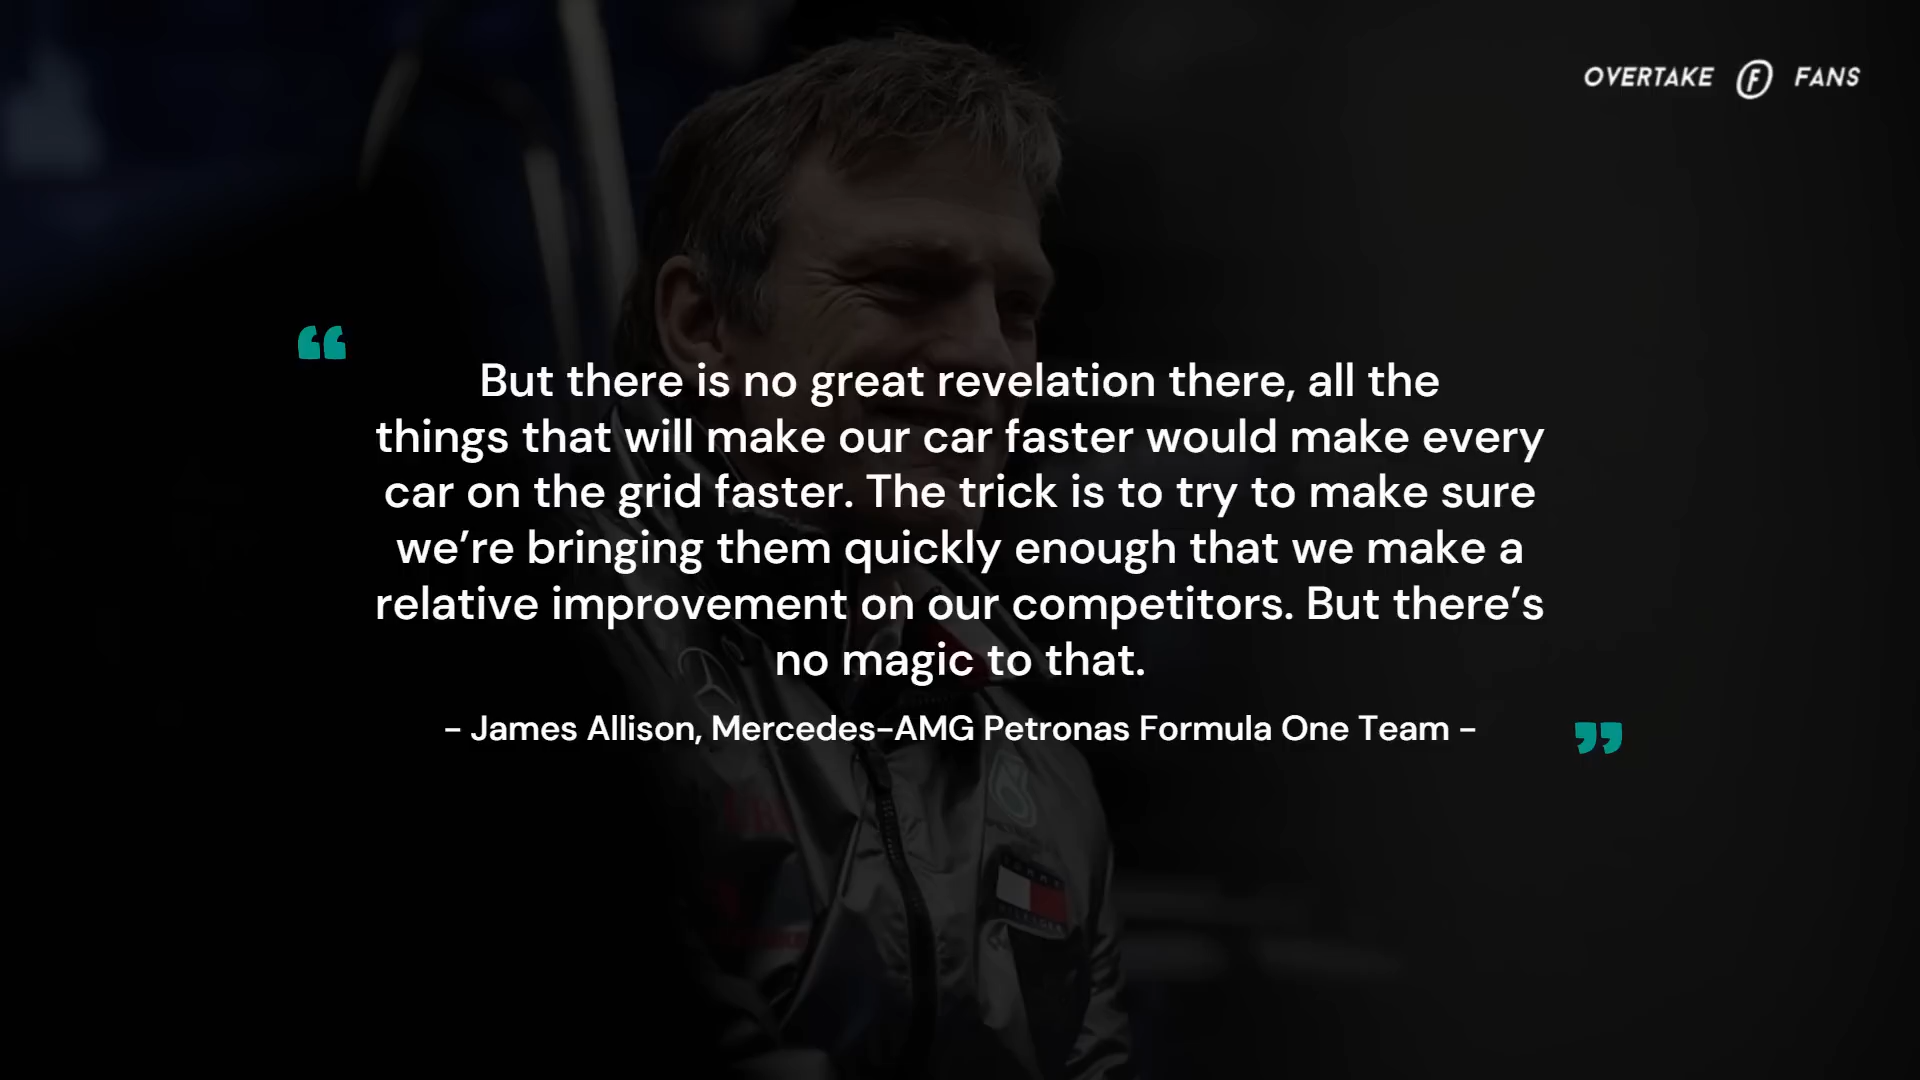 OVERTAKE F FANS
“
But there is no great revelation there, all the
things that will make our car faster would make every
car on the grid faster. The trick is to try to make sure
we’re bringing them quickly enough that we make a
relative improvement on our competitors. But there’s
no magic to that.
- James Allison, Mercedes-AMG Petronas Formula One Team -
”
TOMMY
HILFIGER